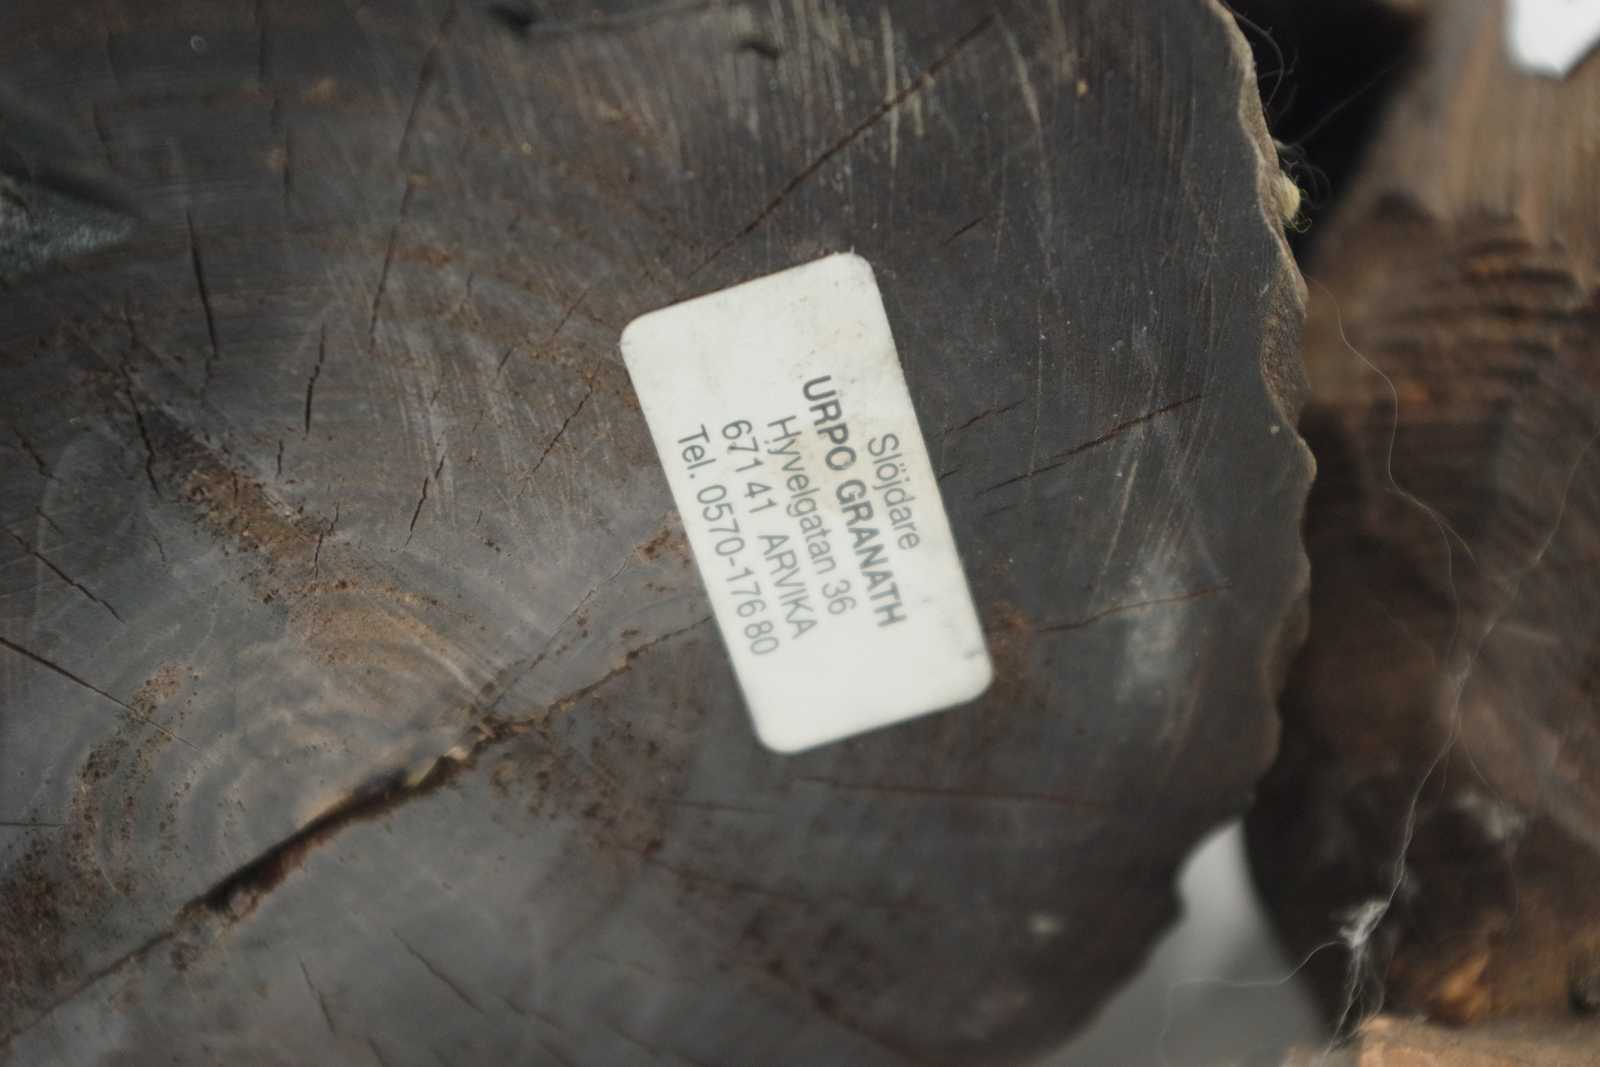 Slöjdare
URPO GRANATH
Hyvelgatan 36
671 41 ARVIKA
Tel. 0570-176 80